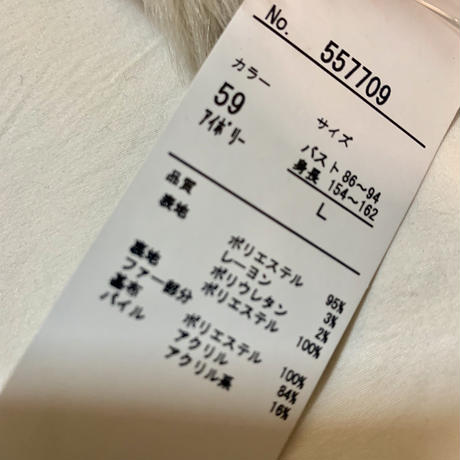 No. 557709
カラー サイズ
59 バスト 86～94
ｱｲﾎﾞﾘｰ 身長 154～162
L
品質
表地 ポリエステル 95%
レーヨン 3%
ポリウレタン 2%
裏地 ポリエステル 100%
ファー部分
基布 ポリエステル 100%
パイル アクリル 84%
アクリル系 16%